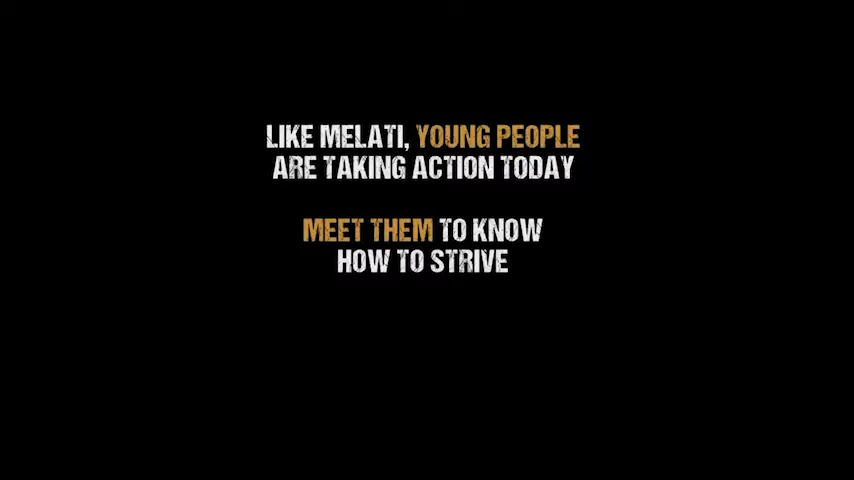 LIKE MELATI, YOUNG PEOPLE
ARE TAKING ACTION TODAY
MEET THEM TO KNOW
HOW TO STRIVE